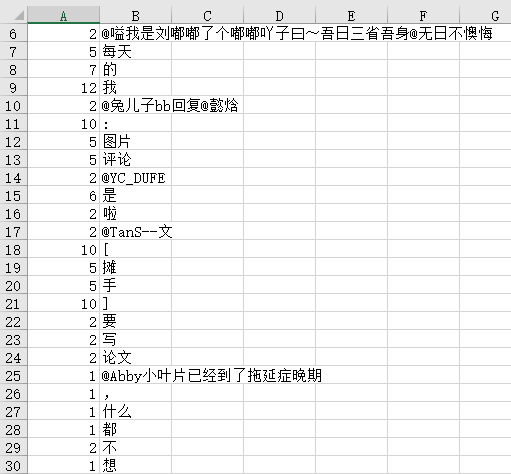 A B C D E F G
6 2 @嗌我是刘嘟嘟了个嘟嘟吖子曰～吾日三省吾身@无日不懊悔
7 5 每天
8 7 的
9 12 我
10 2 @兔儿子bb回复@懿焓
11 10 :
12 5 图片
13 5 评论
14 2 @YC_DUFE
15 6 是
16 2 啦
17 2 @TanS--文
18 10 [
19 5 摊
20 5 手
21 10 ]
22 2 要
23 2 写
24 2 论文
25 1 @Abby小叶片已经到了拖延症晚期
26 1 ，
27 1 什么
28 1 都
29 2 不
30 1 想